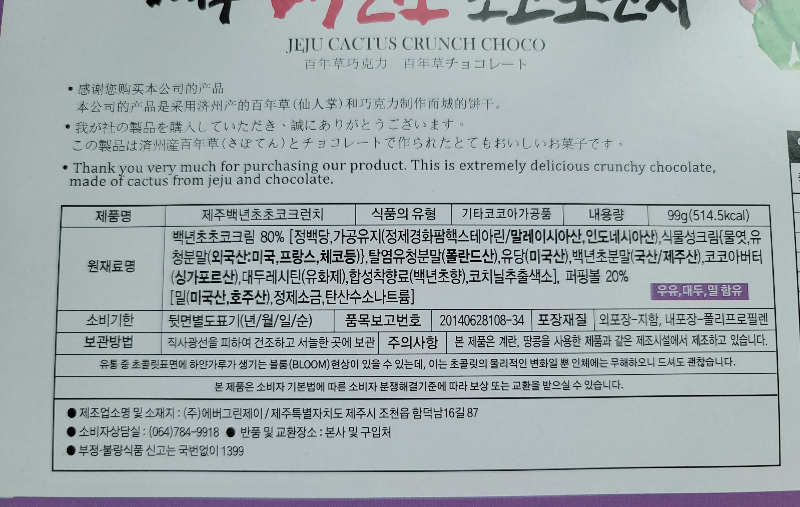 JEJU CACTUS CRUNCH CHOCO
百年草巧克力 百年草チョコレート
• 感谢您购买本公司的产品
本公司的产品是采用济州产的百年草(仙人掌)和巧克力制作而成的饼干。
• 我が社の製品を購入していただき、誠にありがとうございます。
この製品は済州産百年草(さぼてん)とチョコレートで作られたとてもおいしいお菓子です。
• Thank you very much for purchasing our product. This is extremely delicious crunchy chocolate,
made of cactus from jeju and chocolate.
제품명 제주백년초초코크런치 식품의 유형 기타코코아가공품 내용량 99g(514.5kcal)
원재료명 백년초초코크림 80% [정백당,가공유지(정제경화팜핵스테아린/말레이시아산,인도네시아산),식물성크림{물엿,유
청분말(외국산:미국,프랑스,체코등)},탈염유청분말(폴란드산),유당(미국산),백년초분말(국산/제주산),코코아버터
(싱가포르산),대두레시틴(유화제),합성착향료(백년초향),코치닐추출색소], 퍼핑볼 20%
[밀(미국산,호주산),정제소금,탄산수소나트륨]
우유,대두,밀 함유
소비기한 뒷면별도표기(년/월/일/순) 품목보고번호 20140628108-34 포장재질 외포장-지함, 내포장-폴리프로필렌
보관방법 직사광선을 피하여 건조하고 서늘한 곳에 보관 주의사항 본 제품은 계란, 땅콩을 사용한 제품과 같은 제조시설에서 제조하고 있습니다.
유통 중 초콜릿표면에 하얀가루가 생기는 블룸(BLOOM)현상이 있을 수 있는데, 이는 초콜릿의 물리적인 변화일 뿐 인체에는 무해하오니 드셔도 괜찮습니다.
본 제품은 소비자 기본법에 따른 소비자 분쟁해결기준에 따라 보상 또는 교환을 받으실 수 있습니다.
● 제조업소명 및 소재지 : (주)에버그린제이 / 제주특별자치도 제주시 조천읍 함덕남16길 87
● 소비자상담실 : (064)784-9918 ● 반품 및 교환장소 : 본사 및 구입처
● 부정·불량식품 신고는 국번없이 1399